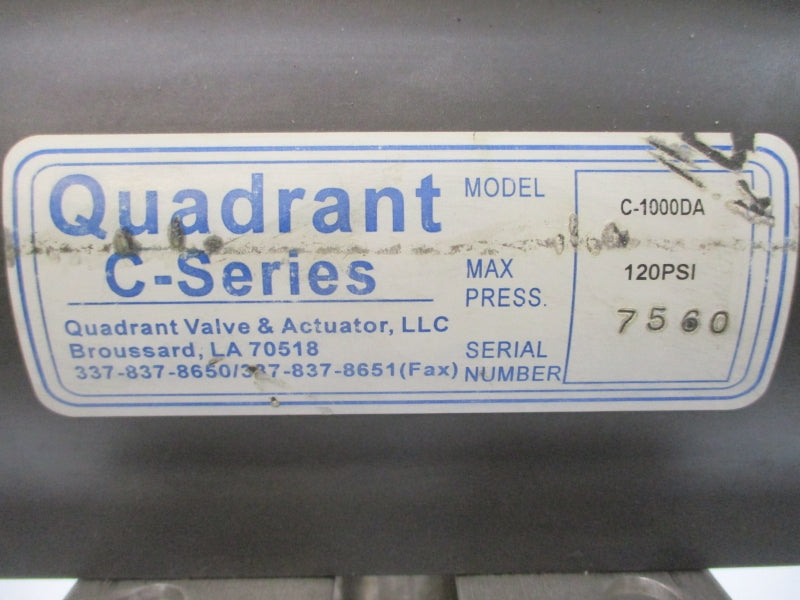 Quadrant
C-Series
Quadrant Valve & Actuator, LLC
Broussard, LA 70518
337-837-8650/337-837-8651(Fax)
MODEL C-1000DA
MAX PRESS. 120PSI
SERIAL NUMBER 7560